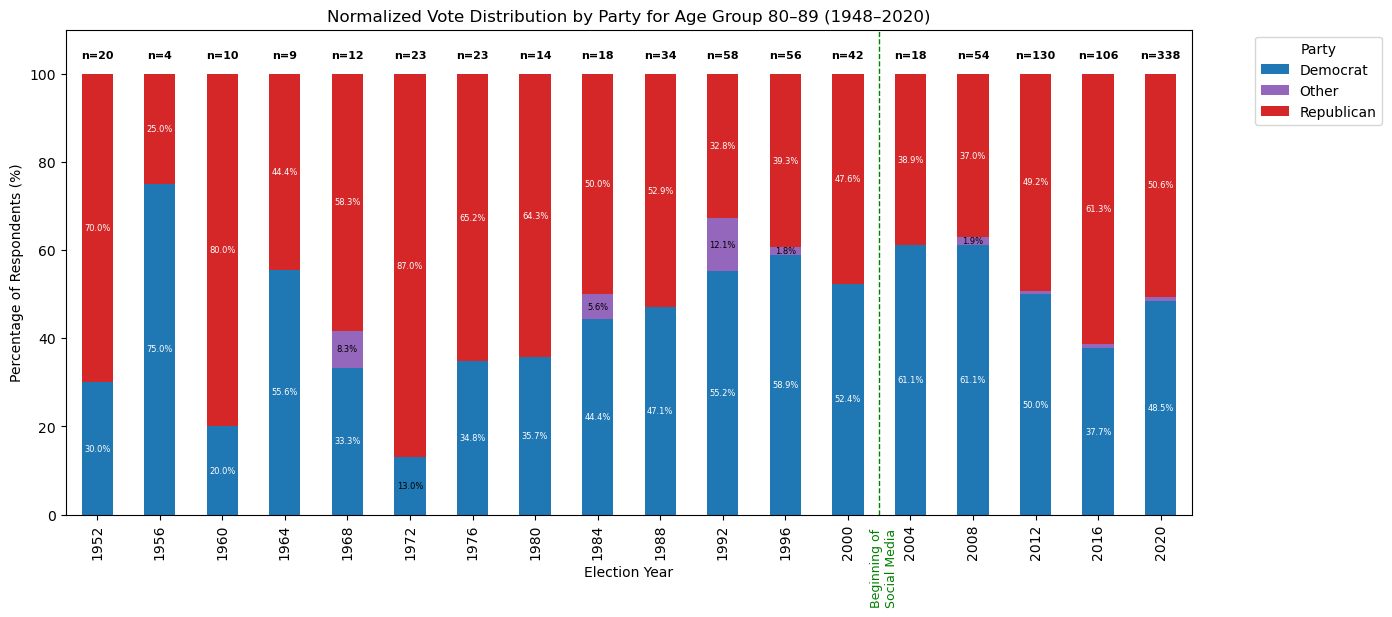 Normalized Vote Distribution by Party for Age Group 80–89 (1948–2020)
n=20 n=4 n=10 n=9 n=12 n=23 n=23 n=14 n=18 n=34 n=58 n=56 n=42 n=18 n=54 n=130 n=106 n=338
Party
Democrat
Other
Republican
Percentage of Respondents (%)
100
80
60
40
20
0
70.0% 25.0% 80.0% 44.4% 58.3% 87.0% 65.2% 64.3% 50.0% 52.9% 32.8% 39.3% 47.6% 38.9% 37.0% 49.2% 61.3% 50.6%
8.3% 5.6% 12.1% 1.8% 1.9%
30.0% 75.0% 20.0% 55.6% 33.3% 13.0% 34.8% 35.7% 44.4% 47.1% 55.2% 58.9% 52.4% 61.1% 61.1% 50.0% 37.7% 48.5%
1952 1956 1960 1964 1968 1972 1976 1980 1984 1988 1992 1996 2000 2004 2008 2012 2016 2020
Beginning of
Social Media
Election Year